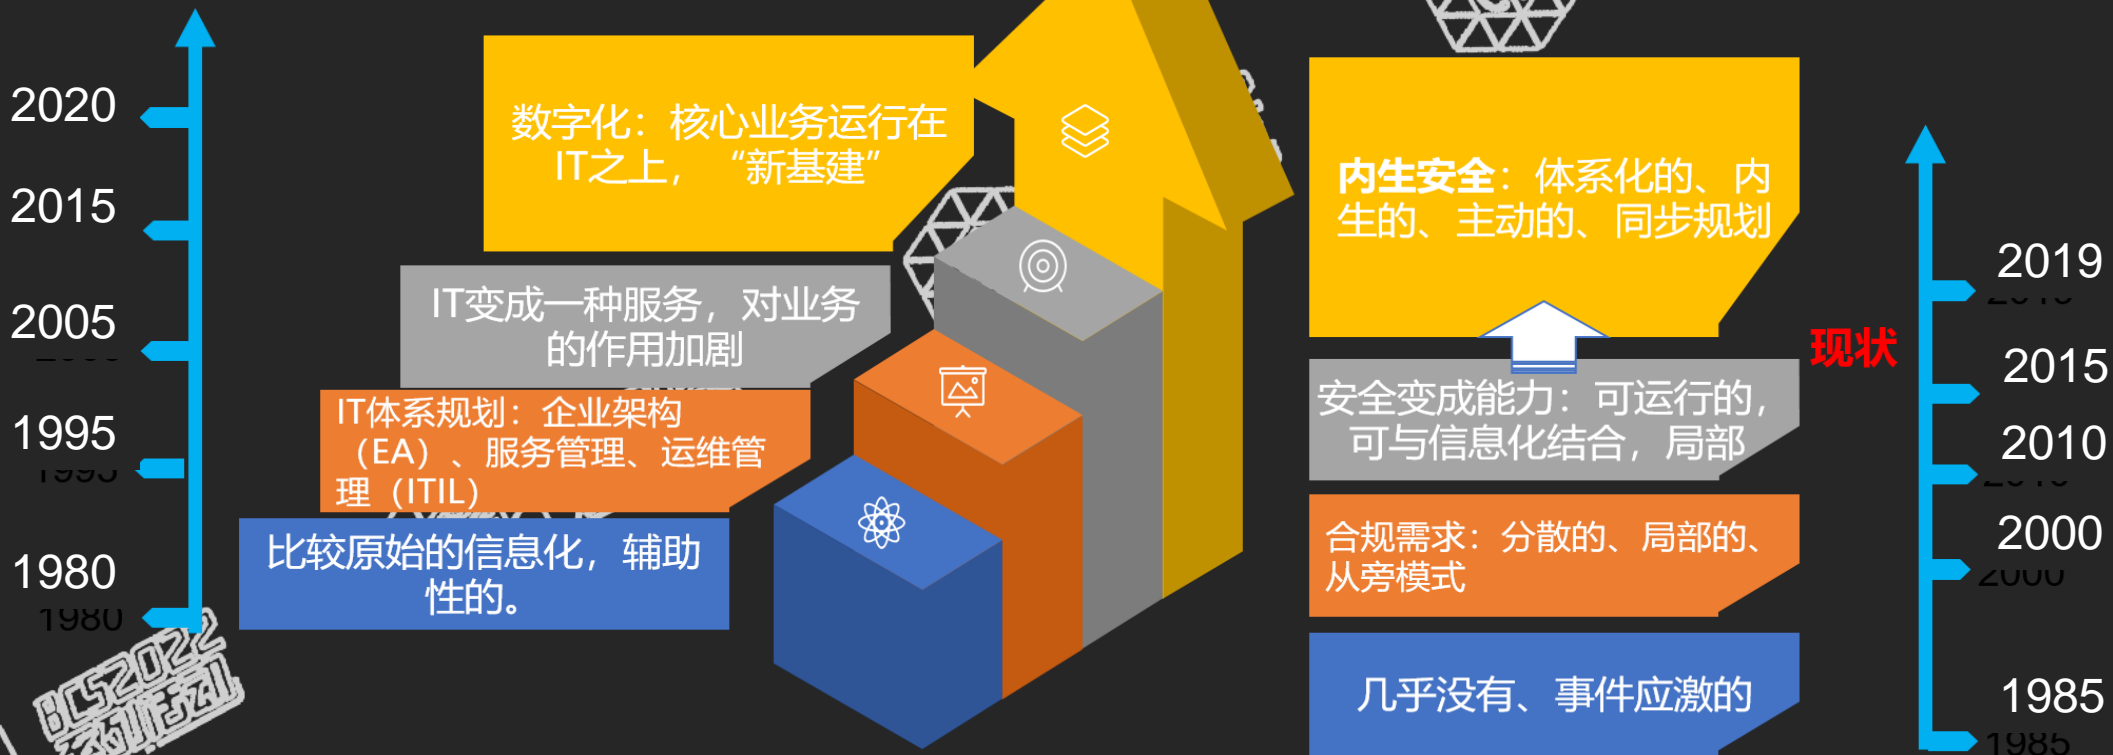 2020
2015
2005
1995
1995
1980
1980
数字化：核心业务运行在
IT之上，“新基建”
IT变成一种服务，对业务
的作用加剧
IT体系规划：企业架构
（EA）、服务管理、运维管
理（ITIL）
比较原始的信息化，辅助
性的。
内生安全：体系化的、内
生的、主动的、同步规划
安全变成能力：可运行的，
可与信息化结合，局部
合规需求：分散的、局部的、
从旁模式
几乎没有、事件应激的
现状
2019
2015
2010
2000
2000
1985
1985
BCS2022